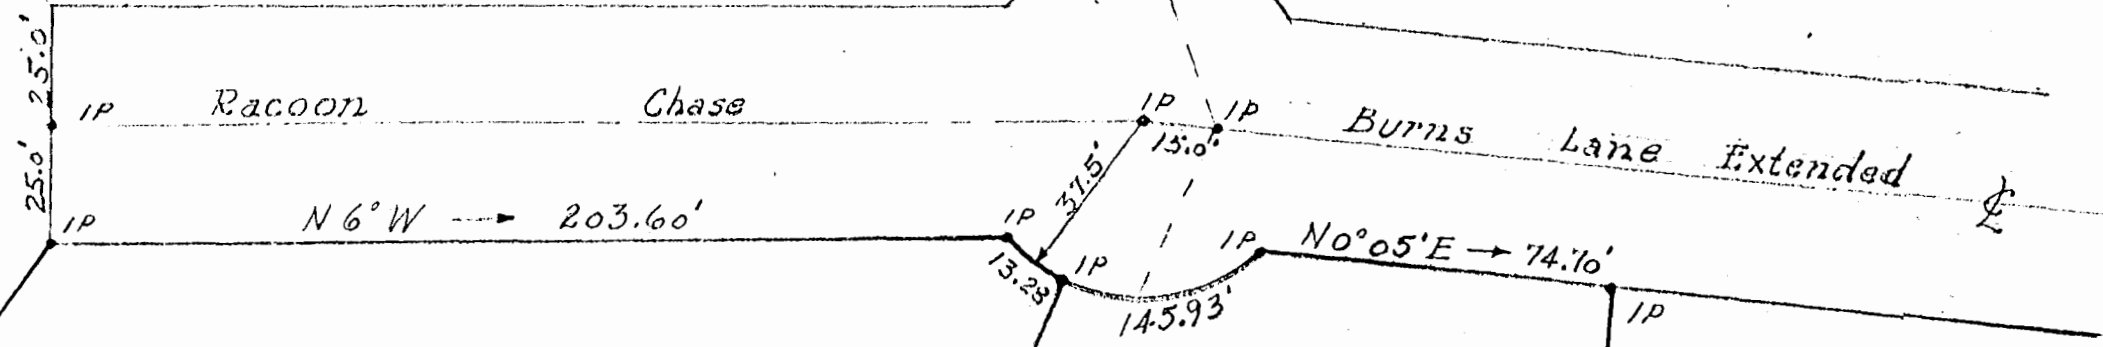 25.0'
25.0'
IP
Racoon Chase
IP
IP
Burns Lane Extended
℄
15.0'
37.5'
IP
N 6° W → 203.60'
IP
13.28
IP
IP
N0°05'E → 74.70'
145.93'
IP